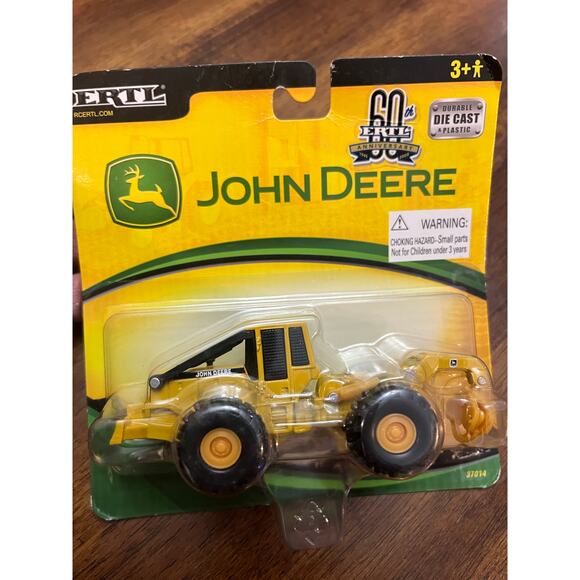 ERTL
RCERTL.COM
3+
60th
ERTL
ANNIVERSARY
DURABLE
DIE CAST
& PLASTIC
JOHN DEERE
WARNING:
CHOKING HAZARD-Small parts
Not for Children under 3 years
JOHN DEERE
37014